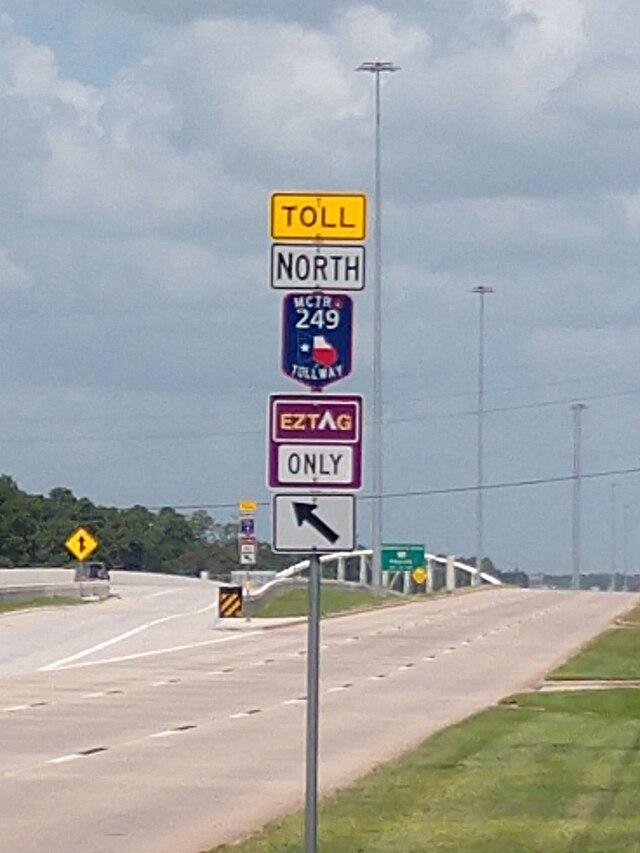 TOLL
NORTH
MCTRA
249
TOLLWAY
EZTAG
ONLY